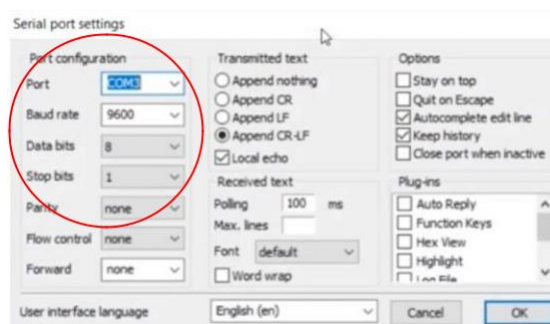 Serial port settings
Port configuration
Port COM3
Baud rate 9600
Data bits 8
Stop bits 1
Parity none
Flow control none
Forward none
Transmitted text
Append nothing
Append CR
Append LF
Append CR-LF
Local echo
Received text
Polling 100 ms
Max. lines
Font default
Word wrap
Options
Stay on top
Quit on Escape
Autocomplete edit line
Keep history
Close port when inactive
Plug-ins
Auto Reply
Function Keys
Hex View
Highlight
Log File
User interface language English (en)
Cancel OK